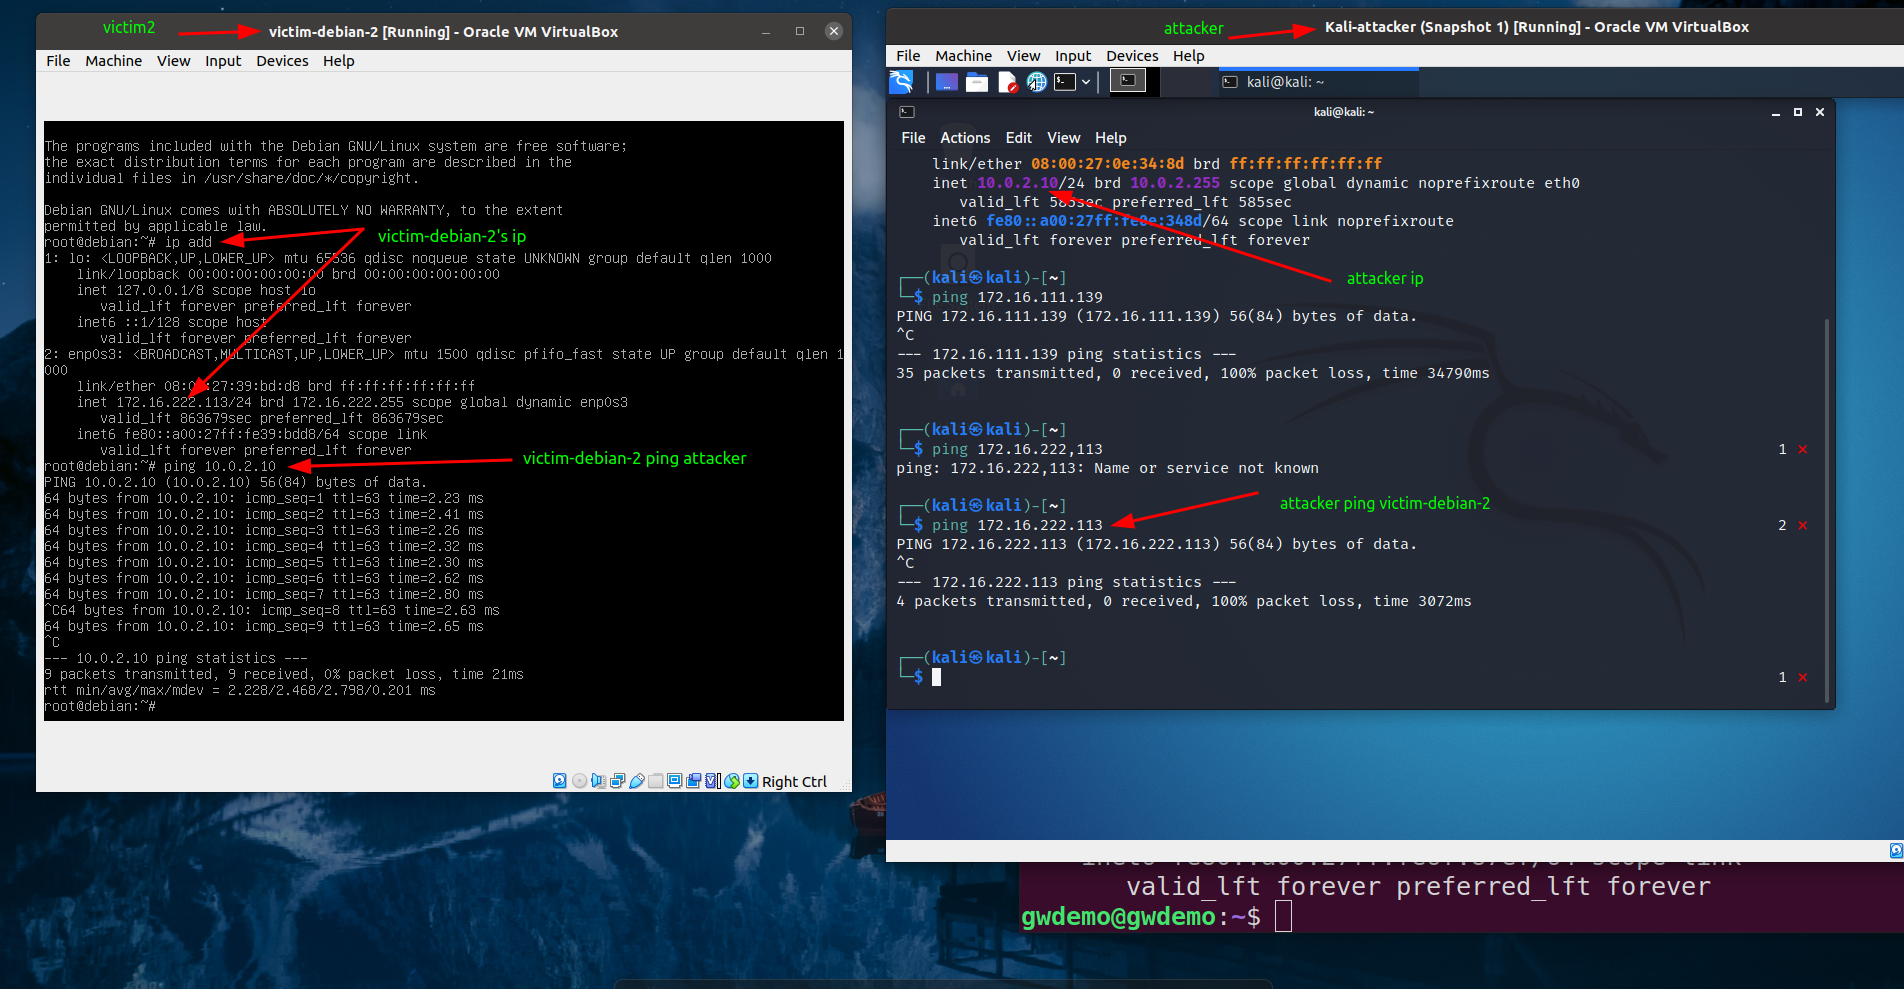 victim2
victim-debian-2 [Running] - Oracle VM VirtualBox
File Machine View Input Devices Help
The programs included with the Debian GNU/Linux system are free software;
the exact distribution terms for each program are described in the
individual files in /usr/share/doc/*/copyright.
Debian GNU/Linux comes with ABSOLUTELY NO WARRANTY, to the extent
permitted by applicable law.
root@debian:~# ip add
victim-debian-2's ip
1: lo: <LOOPBACK,UP,LOWER_UP> mtu 65536 qdisc noqueue state UNKNOWN group default qlen 1000
link/loopback 00:00:00:00:00:00 brd 00:00:00:00:00:00
inet 127.0.0.1/8 scope host lo
valid_lft forever preferred_lft forever
inet6 ::1/128 scope host
valid_lft forever preferred_lft forever
2: enp0s3: <BROADCAST,MULTICAST,UP,LOWER_UP> mtu 1500 qdisc pfifo_fast state UP group default qlen 1
000
link/ether 08:00:27:39:bd:d8 brd ff:ff:ff:ff:ff:ff
inet 172.16.222.113/24 brd 172.16.222.255 scope global dynamic enp0s3
valid_lft 863679sec preferred_lft 863679sec
inet6 fe80::a00:27ff:fe39:bdd8/64 scope link
valid_lft forever preferred_lft forever
root@debian:~# ping 10.0.2.10
victim-debian-2 ping attacker
PING 10.0.2.10 (10.0.2.10) 56(84) bytes of data.
64 bytes from 10.0.2.10: icmp_seq=1 ttl=63 time=2.23 ms
64 bytes from 10.0.2.10: icmp_seq=2 ttl=63 time=2.41 ms
64 bytes from 10.0.2.10: icmp_seq=3 ttl=63 time=2.26 ms
64 bytes from 10.0.2.10: icmp_seq=4 ttl=63 time=2.32 ms
64 bytes from 10.0.2.10: icmp_seq=5 ttl=63 time=2.30 ms
64 bytes from 10.0.2.10: icmp_seq=6 ttl=63 time=2.62 ms
64 bytes from 10.0.2.10: icmp_seq=7 ttl=63 time=2.80 ms
^C64 bytes from 10.0.2.10: icmp_seq=8 ttl=63 time=2.63 ms
64 bytes from 10.0.2.10: icmp_seq=9 ttl=63 time=2.65 ms
^C
--- 10.0.2.10 ping statistics ---
9 packets transmitted, 9 received, 0% packet loss, time 21ms
rtt min/avg/max/mdev = 2.228/2.468/2.798/0.201 ms
root@debian:~#
Right Ctrl
attacker
Kali-attacker (Snapshot 1) [Running] - Oracle VM VirtualBox
File Machine View Input Devices Help
kali@kali: ~
kali@kali: ~
File Actions Edit View Help
link/ether 08:00:27:0e:34:8d brd ff:ff:ff:ff:ff:ff
inet 10.0.2.10/24 brd 10.0.2.255 scope global dynamic noprefixroute eth0
valid_lft 585sec preferred_lft 585sec
inet6 fe80::a00:27ff:fe0e:348d/64 scope link noprefixroute
valid_lft forever preferred_lft forever
attacker ip
┌──(kali㉿kali)-[~]
└─$ ping 172.16.111.139
PING 172.16.111.139 (172.16.111.139) 56(84) bytes of data.
^C
--- 172.16.111.139 ping statistics ---
35 packets transmitted, 0 received, 100% packet loss, time 34790ms
┌──(kali㉿kali)-[~]
└─$ ping 172.16.222,113 1 ⨯
ping: 172.16.222,113: Name or service not known
┌──(kali㉿kali)-[~]
attacker ping victim-debian-2
└─$ ping 172.16.222.113 2 ⨯
PING 172.16.222.113 (172.16.222.113) 56(84) bytes of data.
^C
--- 172.16.222.113 ping statistics ---
4 packets transmitted, 0 received, 100% packet loss, time 3072ms
┌──(kali㉿kali)-[~]
└─$ 1 ⨯
valid_lft forever preferred_lft forever
gwdemo@gwdemo:~$